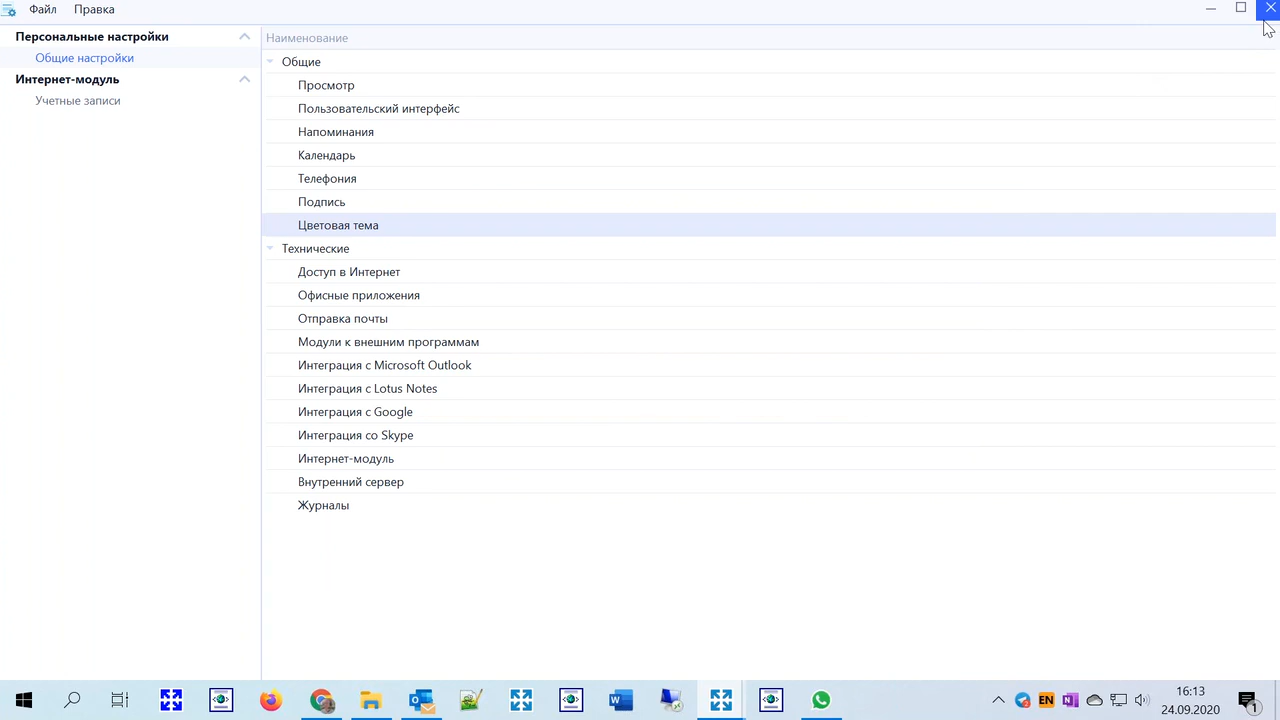 Файл Правка
Персональные настройки
Общие настройки
Интернет-модуль
Учетные записи
Наименование
Общие
Просмотр
Пользовательский интерфейс
Напоминания
Календарь
Телефония
Подпись
Цветовая тема
Технические
Доступ в Интернет
Офисные приложения
Отправка почты
Модули к внешним программам
Интеграция с Microsoft Outlook
Интеграция с Lotus Notes
Интеграция с Google
Интеграция со Skype
Интернет-модуль
Внутренний сервер
Журналы
EN
16:13
24.09.2020
1